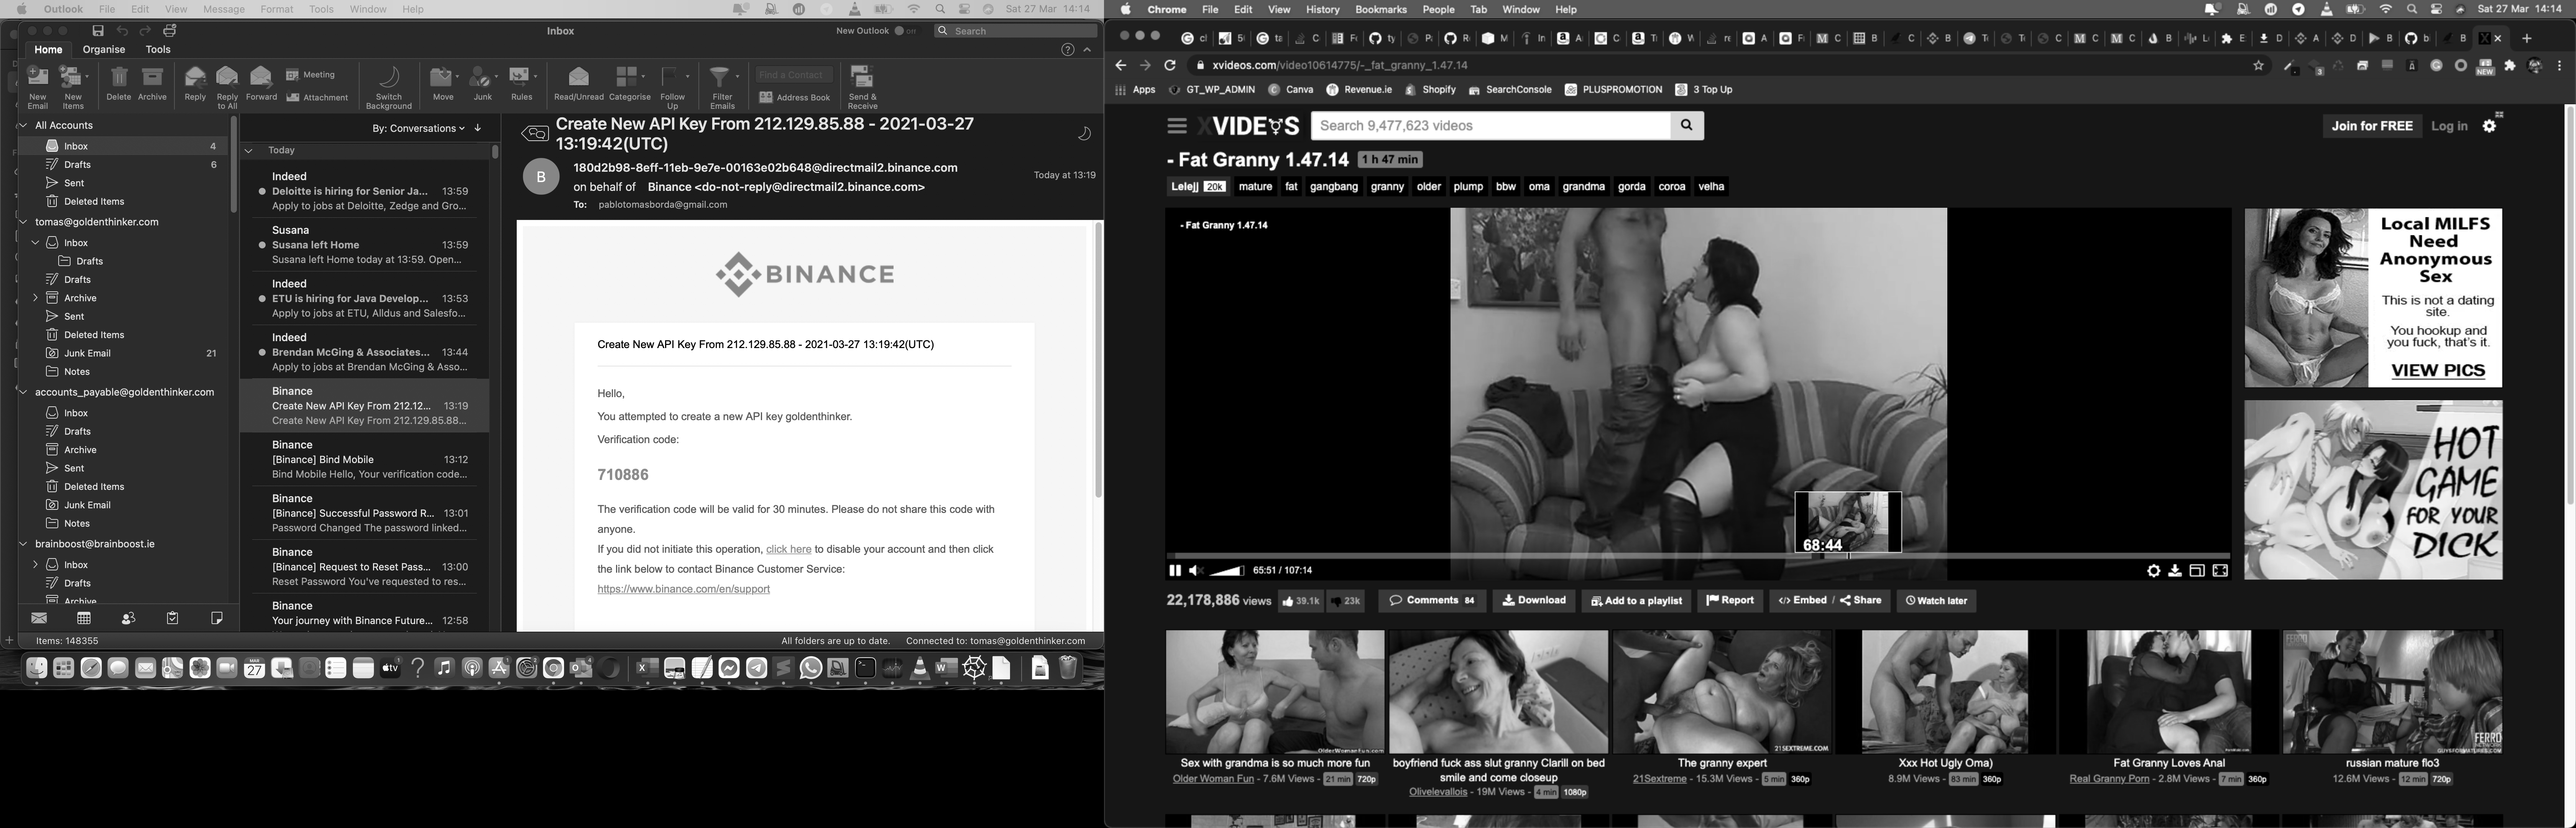 Outlook File Edit View Message Format Tools Window Help
Sat 27 Mar 14:14
Inbox
New Outlook
Search
Home Organise Tools
New Email
New Items
Delete
Archive
Reply
Reply to All
Forward
Meeting
Attachment
Switch Background
Move
Junk
Rules
Read/Unread
Categorise
Follow Up
Filter Emails
Find a Contact
Address Book
Send & Receive
All Accounts
Inbox 4
Drafts 6
Sent
Deleted Items
tomas@goldenthinker.com
Inbox
Drafts
Drafts
Archive
Sent
Deleted Items
Junk Email 21
Notes
accounts_payable@goldenthinker.com
Inbox
Drafts
Archive
Sent
Deleted Items
Junk Email
Notes
brainboost@brainboost.ie
Inbox
Drafts
Archive
Items: 148355
By: Conversations
Today
Indeed
Deloitte is hiring for Senior Ja... 13:59
Apply to jobs at Deloitte, Zedge and Gro...
Susana
Susana left Home 13:59
Susana left Home today at 13:59. Open...
Indeed
ETU is hiring for Java Develop... 13:53
Apply to jobs at ETU, Alldus and Salesfo...
Indeed
Brendan McGing & Associates... 13:44
Apply to jobs at Brendan McGing & Asso...
Binance
Create New API Key From 212.12... 13:19
Create New API Key From 212.129.85.88...
Binance
[Binance] Bind Mobile 13:12
Bind Mobile Hello, Your verification code...
Binance
[Binance] Successful Password R... 13:01
Password Changed The password linked...
Binance
[Binance] Request to Reset Pass... 13:00
Reset Password You've requested to res...
Binance
Your journey with Binance Future... 12:58
Create New API Key From 212.129.85.88 - 2021-03-27
13:19:42(UTC)
B
180d2b98-8eff-11eb-9e7e-00163e02b648@directmail2.binance.com
on behalf of Binance <do-not-reply@directmail2.binance.com>
Today at 13:19
To: pablotomasborda@gmail.com
BINANCE
Create New API Key From 212.129.85.88 - 2021-03-27 13:19:42(UTC)
Hello,
You attempted to create a new API key goldenthinker.
Verification code:
710886
The verification code will be valid for 30 minutes. Please do not share this code with
anyone.
If you did not initiate this operation, click here to disable your account and then click
the link below to contact Binance Customer Service:
https://www.binance.com/en/support
All folders are up to date. Connected to: tomas@goldenthinker.com
Chrome File Edit View History Bookmarks People Tab Window Help
Sat 27 Mar 14:14
xvideos.com/video10614775/-_fat_granny_1.47.14
Apps GT_WP_ADMIN Canva Revenue.ie Shopify SearchConsole PLUSPROMOTION 3 Top Up
XVIDEOS
Search 9,477,623 videos
Join for FREE Log in
- Fat Granny 1.47.14 1 h 47 min
Lelejj 20k mature fat gangbang granny older plump bbw oma grandma gorda coroa velha
- Fat Granny 1.47.14
68:44
65:51 / 107:14
Local MILFS
Need
Anonymous
Sex
This is not a dating
site.
You hookup and
you fuck, that's it.
VIEW PICS
HOT
GAME
FOR YOUR
DICK
22,178,886 views 39.1k 23k Comments 84 Download Add to a playlist Report Embed / Share Watch later
Sex with grandma is so much more fun
Older Woman Fun - 7.6M Views - 21 min 720p
boyfriend fuck ass slut granny Clarill on bed
smile and come closeup
Olivelevallois - 19M Views - 4 min 1080p
21SEXTREME.COM
The granny expert
21Sextreme - 15.3M Views - 5 min 360p
Xxx Hot Ugly Oma)
8.9M Views - 83 min 360p
Fat Granny Loves Anal
Real Granny Porn - 2.8M Views - 7 min 360p
FERRO
russian mature flo3
12.6M Views - 12 min 720p